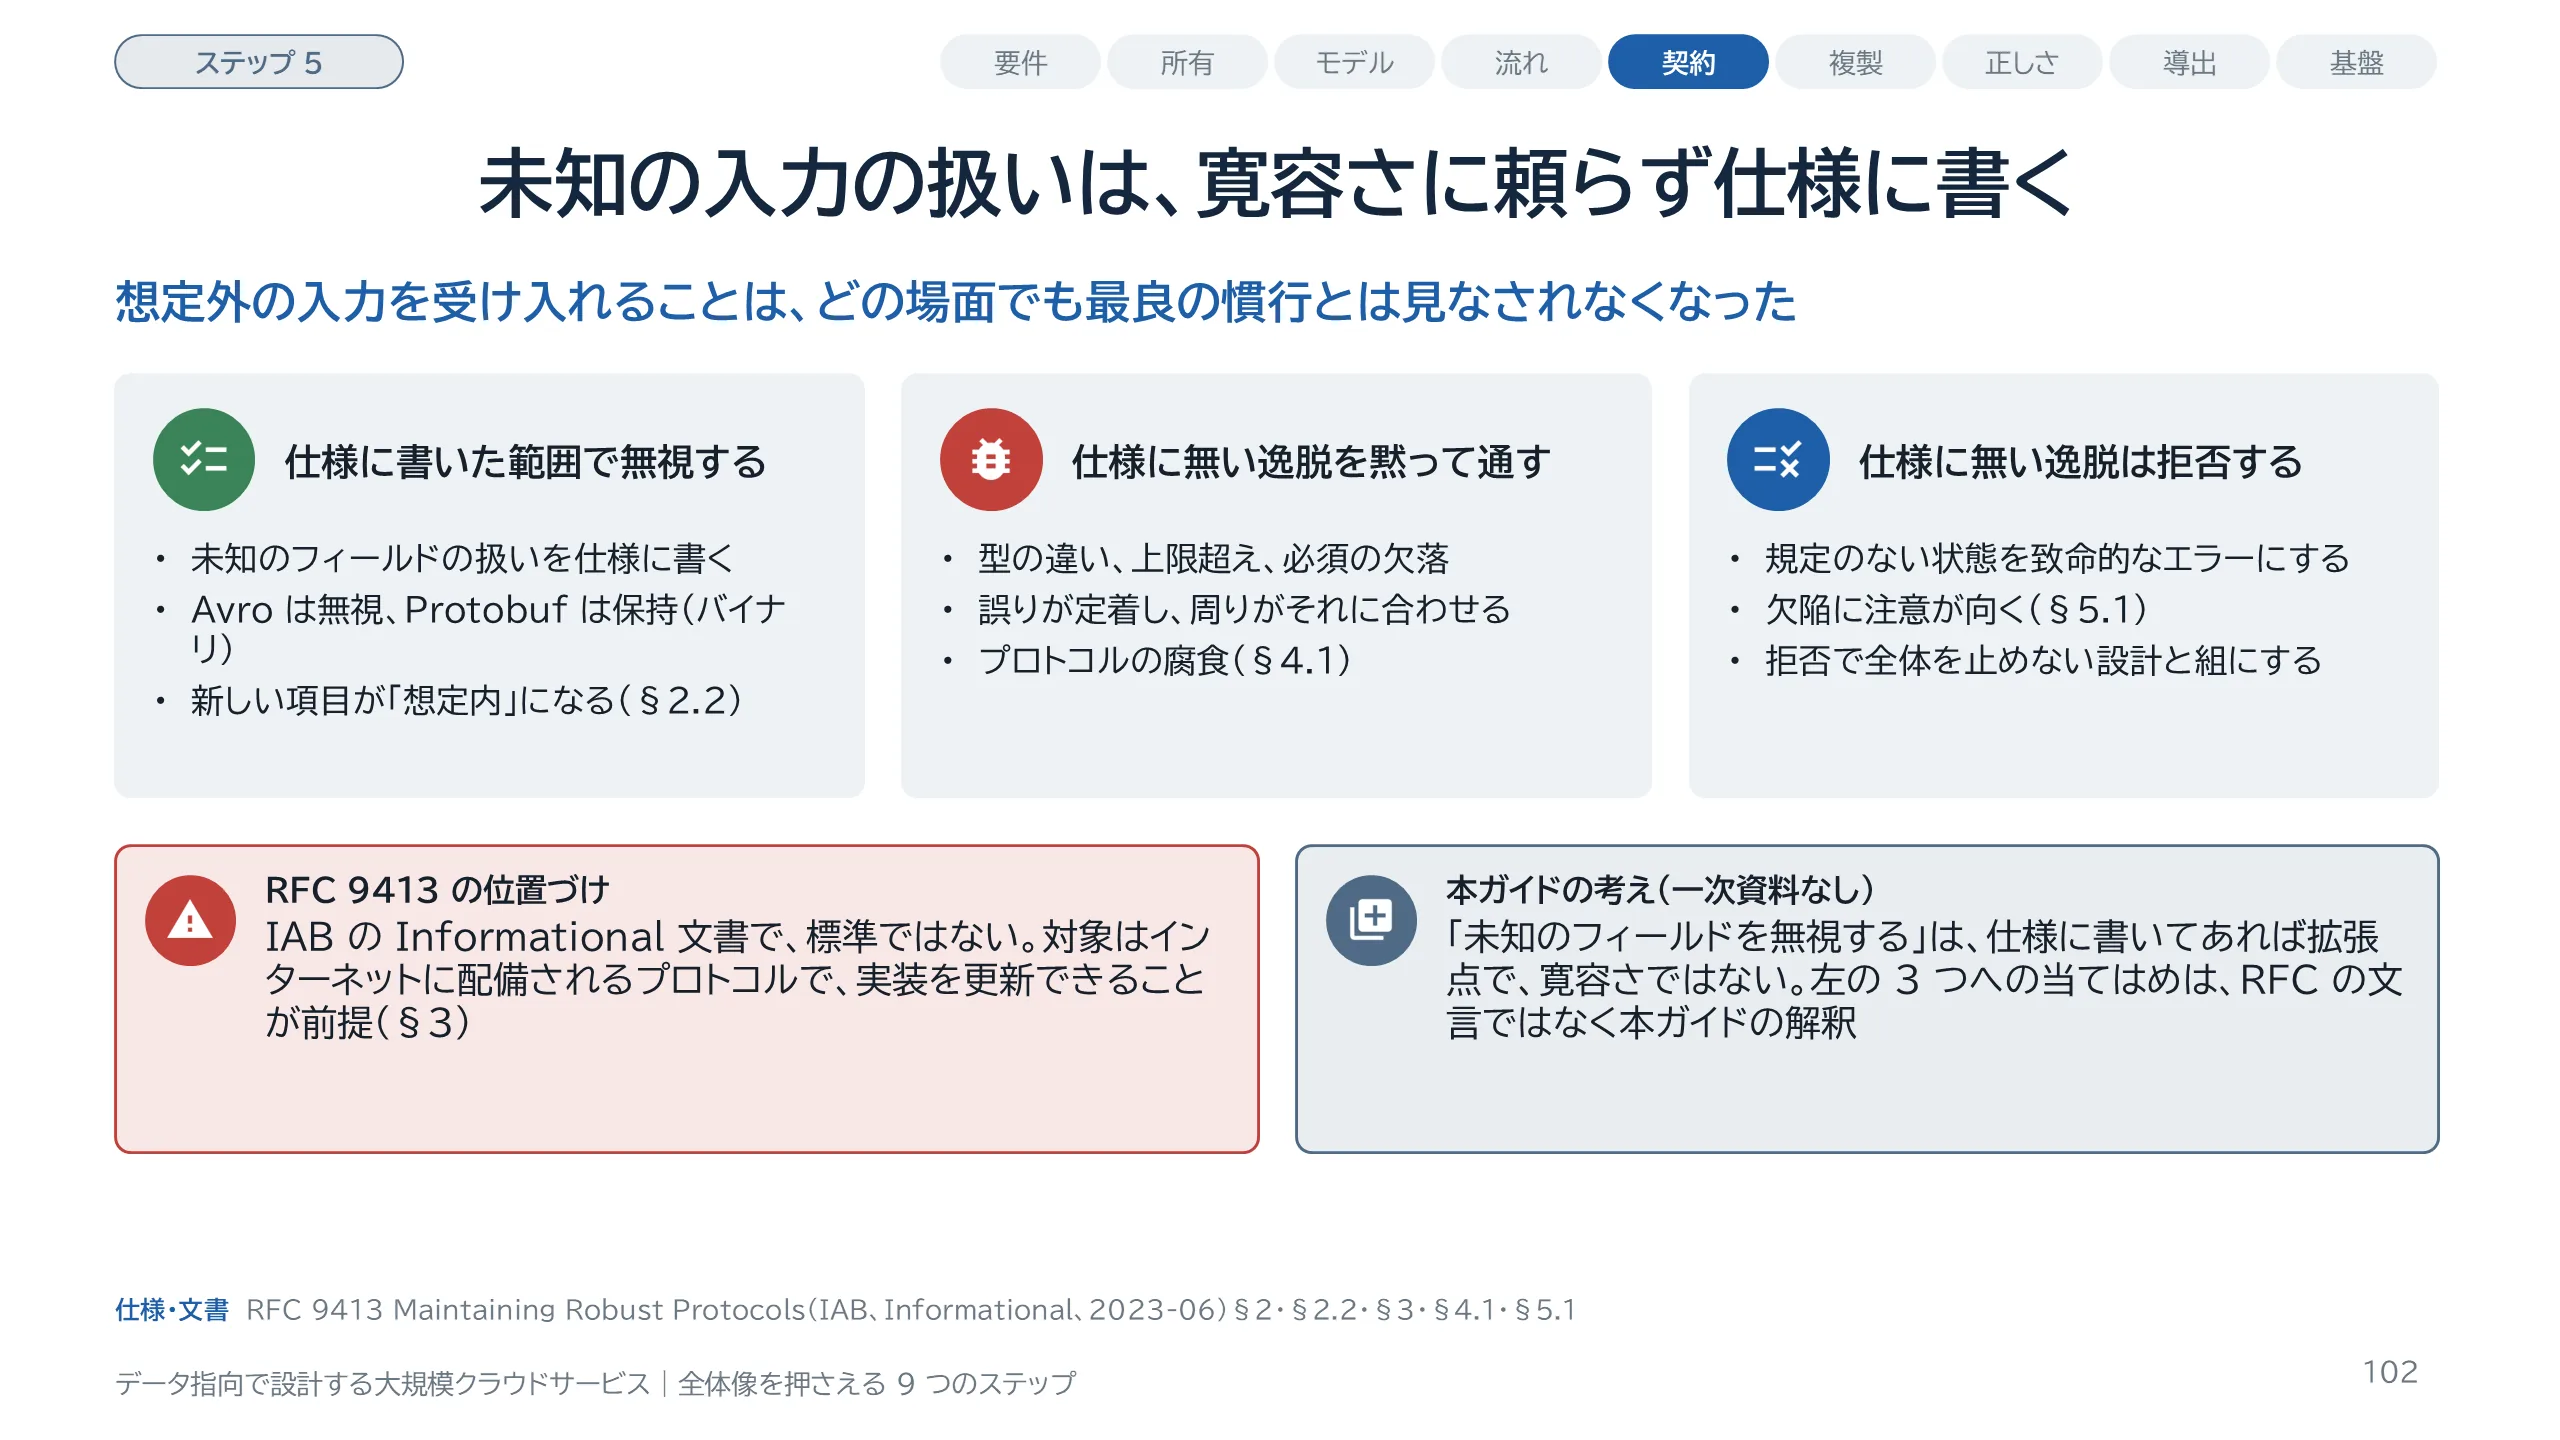 ステップ 5
要件
所有
モデル
流れ
契約
複製
正しさ
導出
基盤
未知の入力の扱いは、寛容さに頼らず仕様に書く
想定外の入力を受け入れることは、どの場面でも最良の慣行とは見なされなくなった
仕様に書いた範囲で無視する
• 未知のフィールドの扱いを仕様に書く
• Avro は無視、Protobuf は保持（バイナ
リ）
• 新しい項目が「想定内」になる（§2.2）
仕様に無い逸脱を黙って通す
• 型の違い、上限超え、必須の欠落
• 誤りが定着し、周りがそれに合わせる
• プロトコルの腐食（§4.1）
仕様に無い逸脱は拒否する
• 規定のない状態を致命的なエラーにする
• 欠陥に注意が向く（§5.1）
• 拒否で全体を止めない設計と組にする
RFC 9413 の位置づけ
IAB の Informational 文書で、標準ではない。対象はイン
ターネットに配備されるプロトコルで、実装を更新できること
が前提（§3）
本ガイドの考え（一次資料なし）
「未知のフィールドを無視する」は、仕様に書いてあれば拡張
点で、寛容さではない。左の 3 つへの当てはめは、RFC の文
言ではなく本ガイドの解釈
仕様・文書 RFC 9413 Maintaining Robust Protocols（IAB、Informational、2023-06）§2・§2.2・§3・§4.1・§5.1
データ指向で設計する大規模クラウドサービス｜全体像を押さえる 9 つのステップ
102